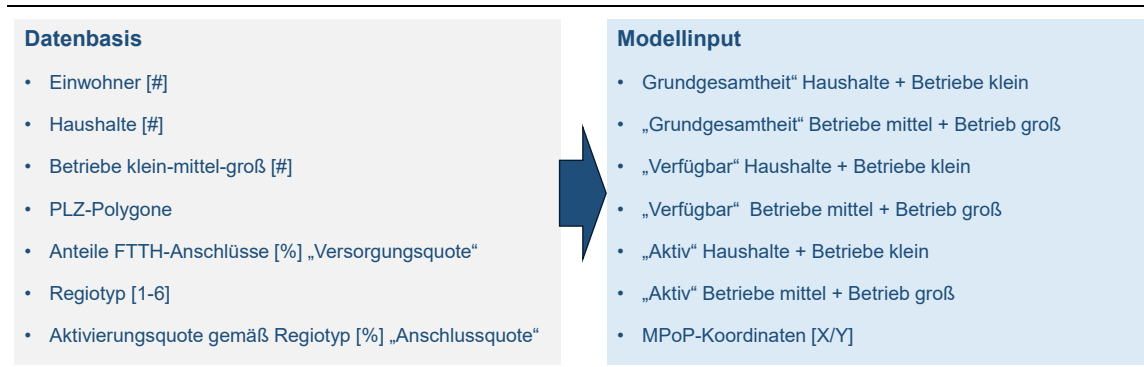 Datenbasis
• Einwohner [#]
• Haushalte [#]
• Betriebe klein-mittel-groß [#]
• PLZ-Polygone
• Anteile FTTH-Anschlüsse [%] „Versorgungsquote“
• Regiotyp [1-6]
• Aktivierungsquote gemäß Regiotyp [%] „Anschlussquote“
Modellinput
• Grundgesamtheit“ Haushalte + Betriebe klein
• „Grundgesamtheit“ Betriebe mittel + Betrieb groß
• „Verfügbar“ Haushalte + Betriebe klein
• „Verfügbar“ Betriebe mittel + Betrieb groß
• „Aktiv“ Haushalte + Betriebe klein
• „Aktiv“ Betriebe mittel + Betrieb groß
• MPoP-Koordinaten [X/Y]